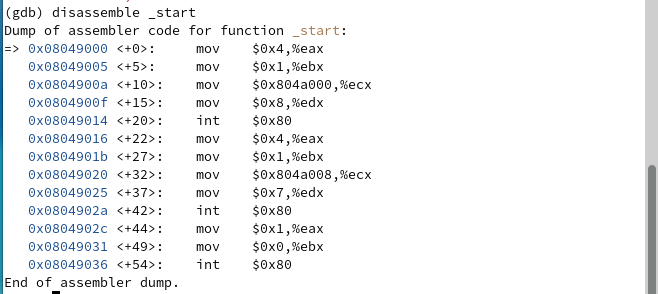 (gdb) disassemble _start
Dump of assembler code for function _start:
=> 0x08049000 <+0>:     mov    $0x4,%eax
   0x08049005 <+5>:     mov    $0x1,%ebx
   0x0804900a <+10>:    mov    $0x804a000,%ecx
   0x0804900f <+15>:    mov    $0x8,%edx
   0x08049014 <+20>:    int    $0x80
   0x08049016 <+22>:    mov    $0x4,%eax
   0x0804901b <+27>:    mov    $0x1,%ebx
   0x08049020 <+32>:    mov    $0x804a008,%ecx
   0x08049025 <+37>:    mov    $0x7,%edx
   0x0804902a <+42>:    int    $0x80
   0x0804902c <+44>:    mov    $0x1,%eax
   0x08049031 <+49>:    mov    $0x0,%ebx
   0x08049036 <+54>:    int    $0x80
End of assembler dump.